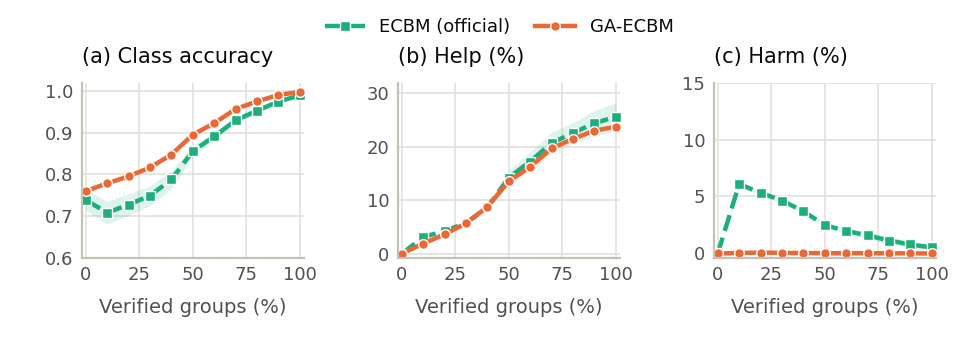 ECBM (official) GA-ECBM
(a) Class accuracy
1.0
0.9
0.8
0.7
0.6
0 25 50 75 100
Verified groups (%)
(b) Help (%)
30
20
10
0
0 25 50 75 100
Verified groups (%)
(c) Harm (%)
15
10
5
0
0 25 50 75 100
Verified groups (%)